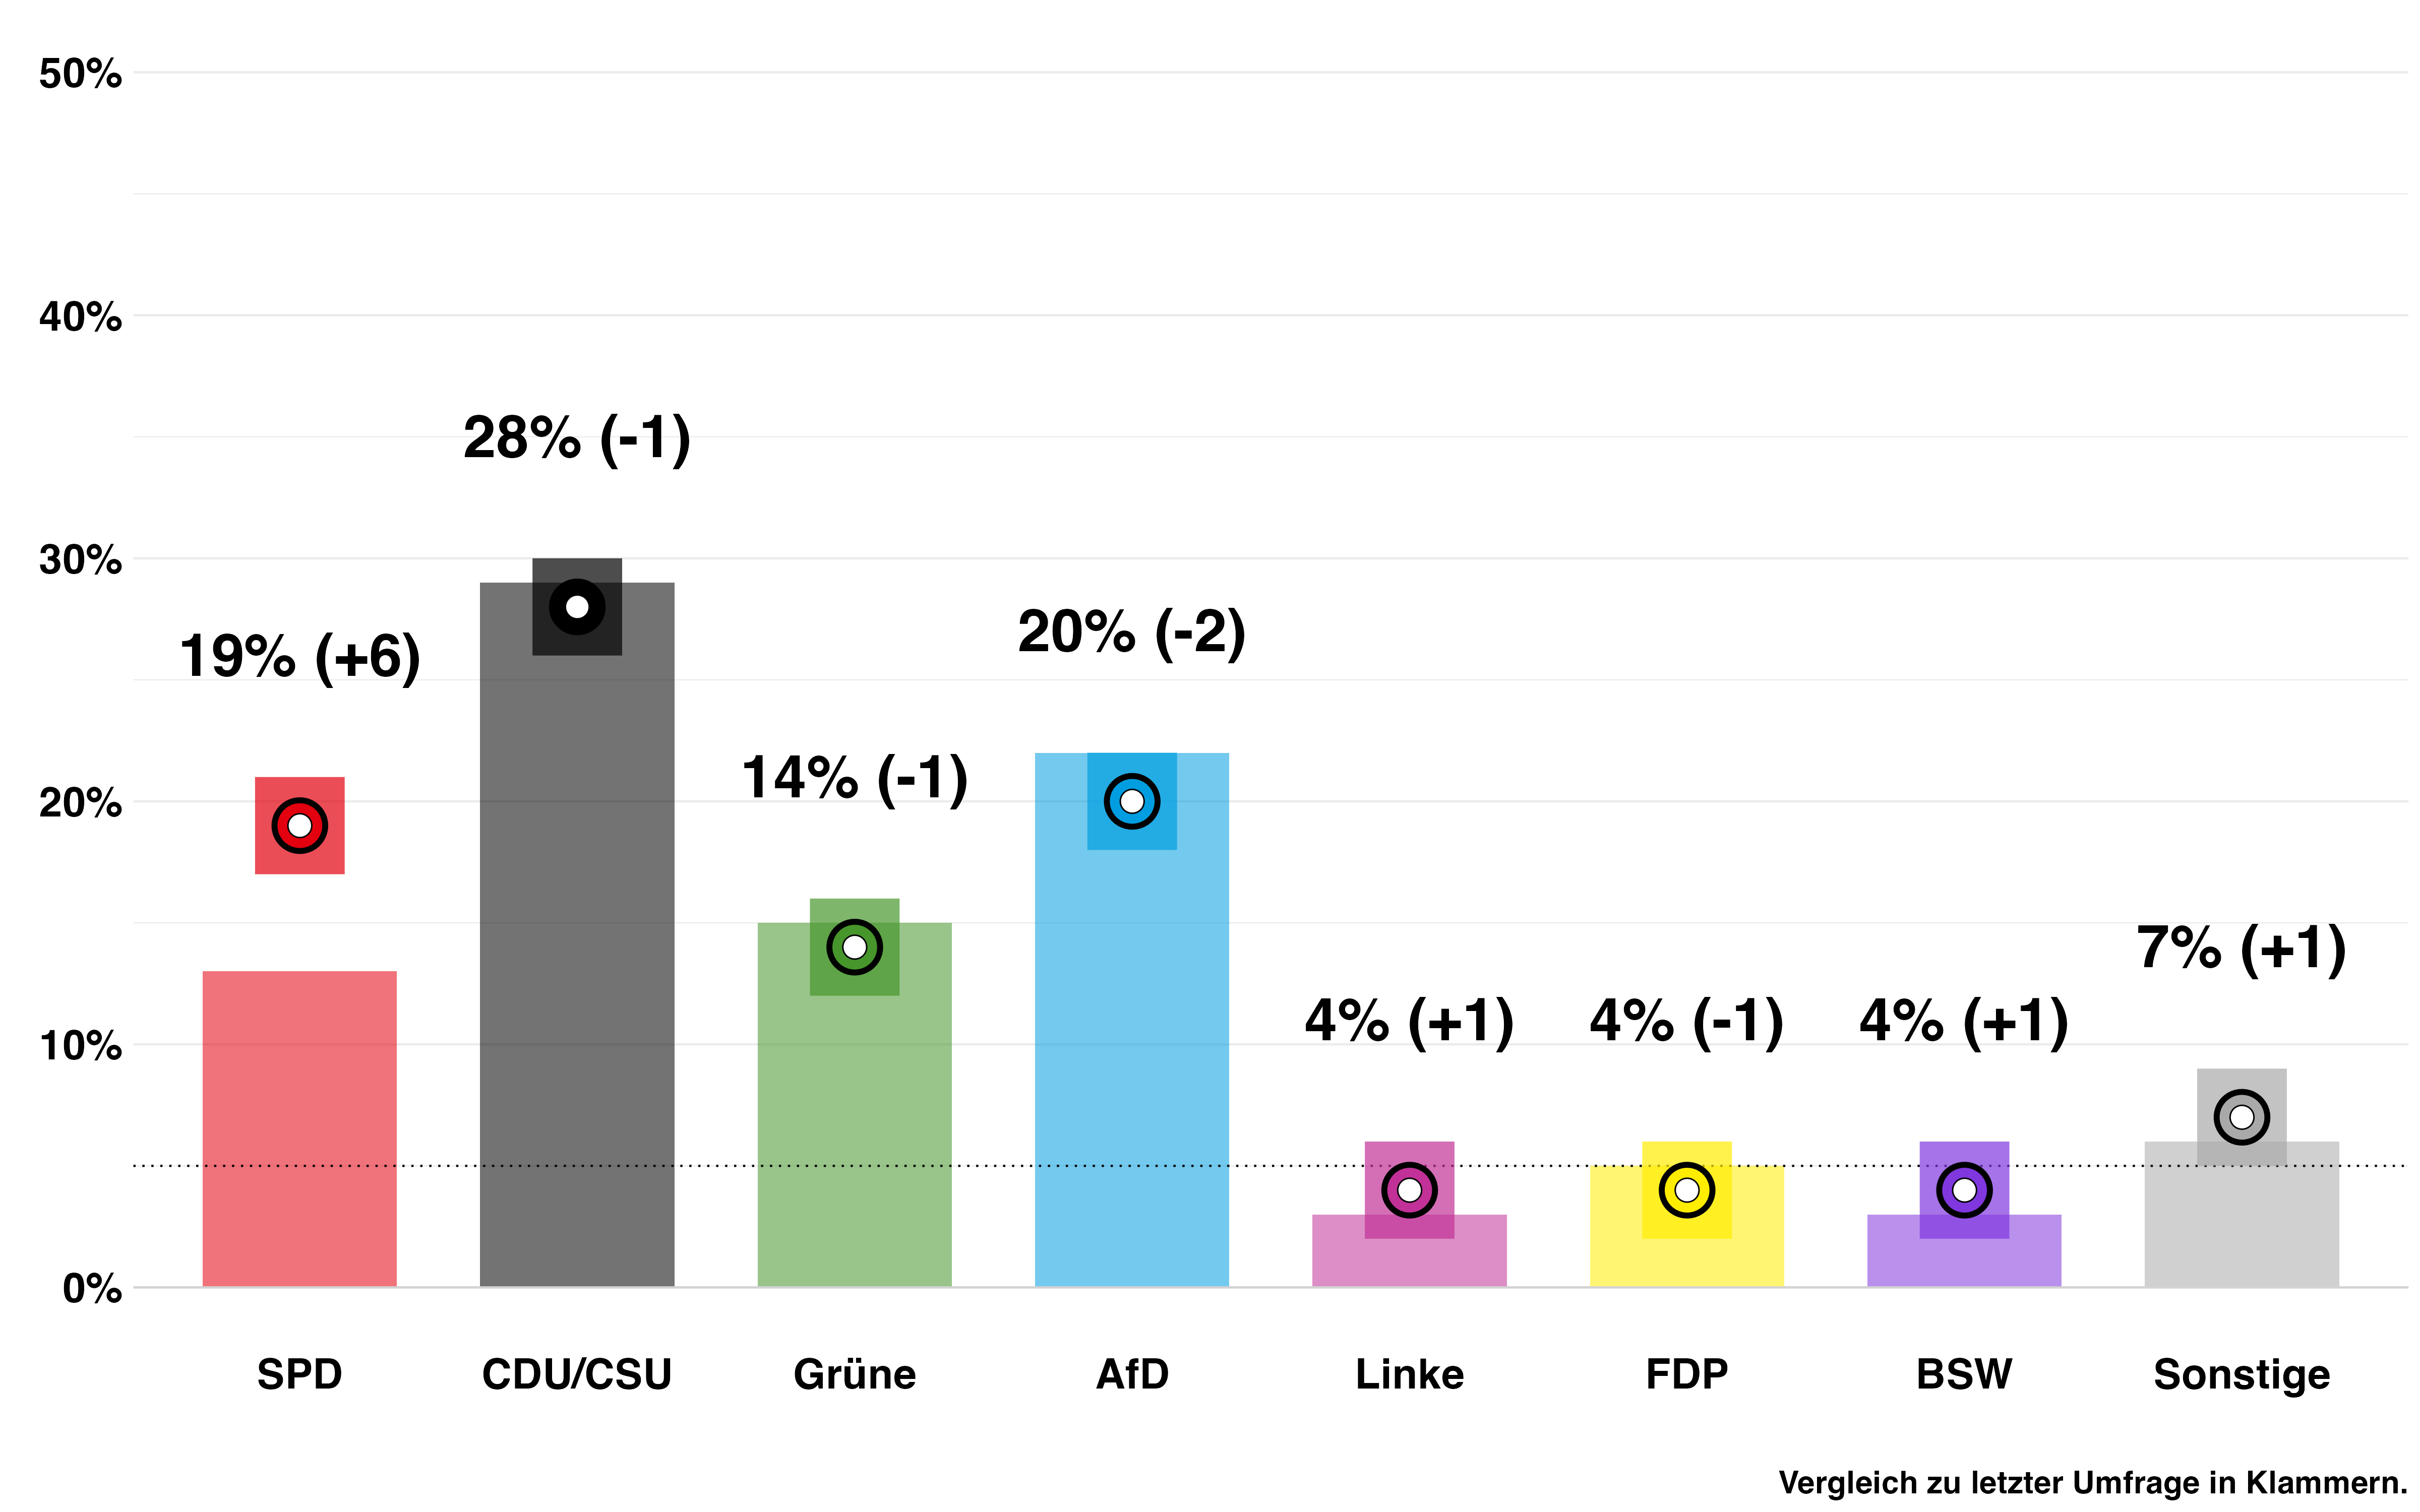 50%
40%
30%
20%
10%
0%
19% (+6)
28% (-1)
14% (-1)
20% (-2)
4% (+1)
4% (-1)
4% (+1)
7% (+1)
SPD
CDU/CSU
Grüne
AfD
Linke
FDP
BSW
Sonstige
Vergleich zu letzter Umfrage in Klammern.